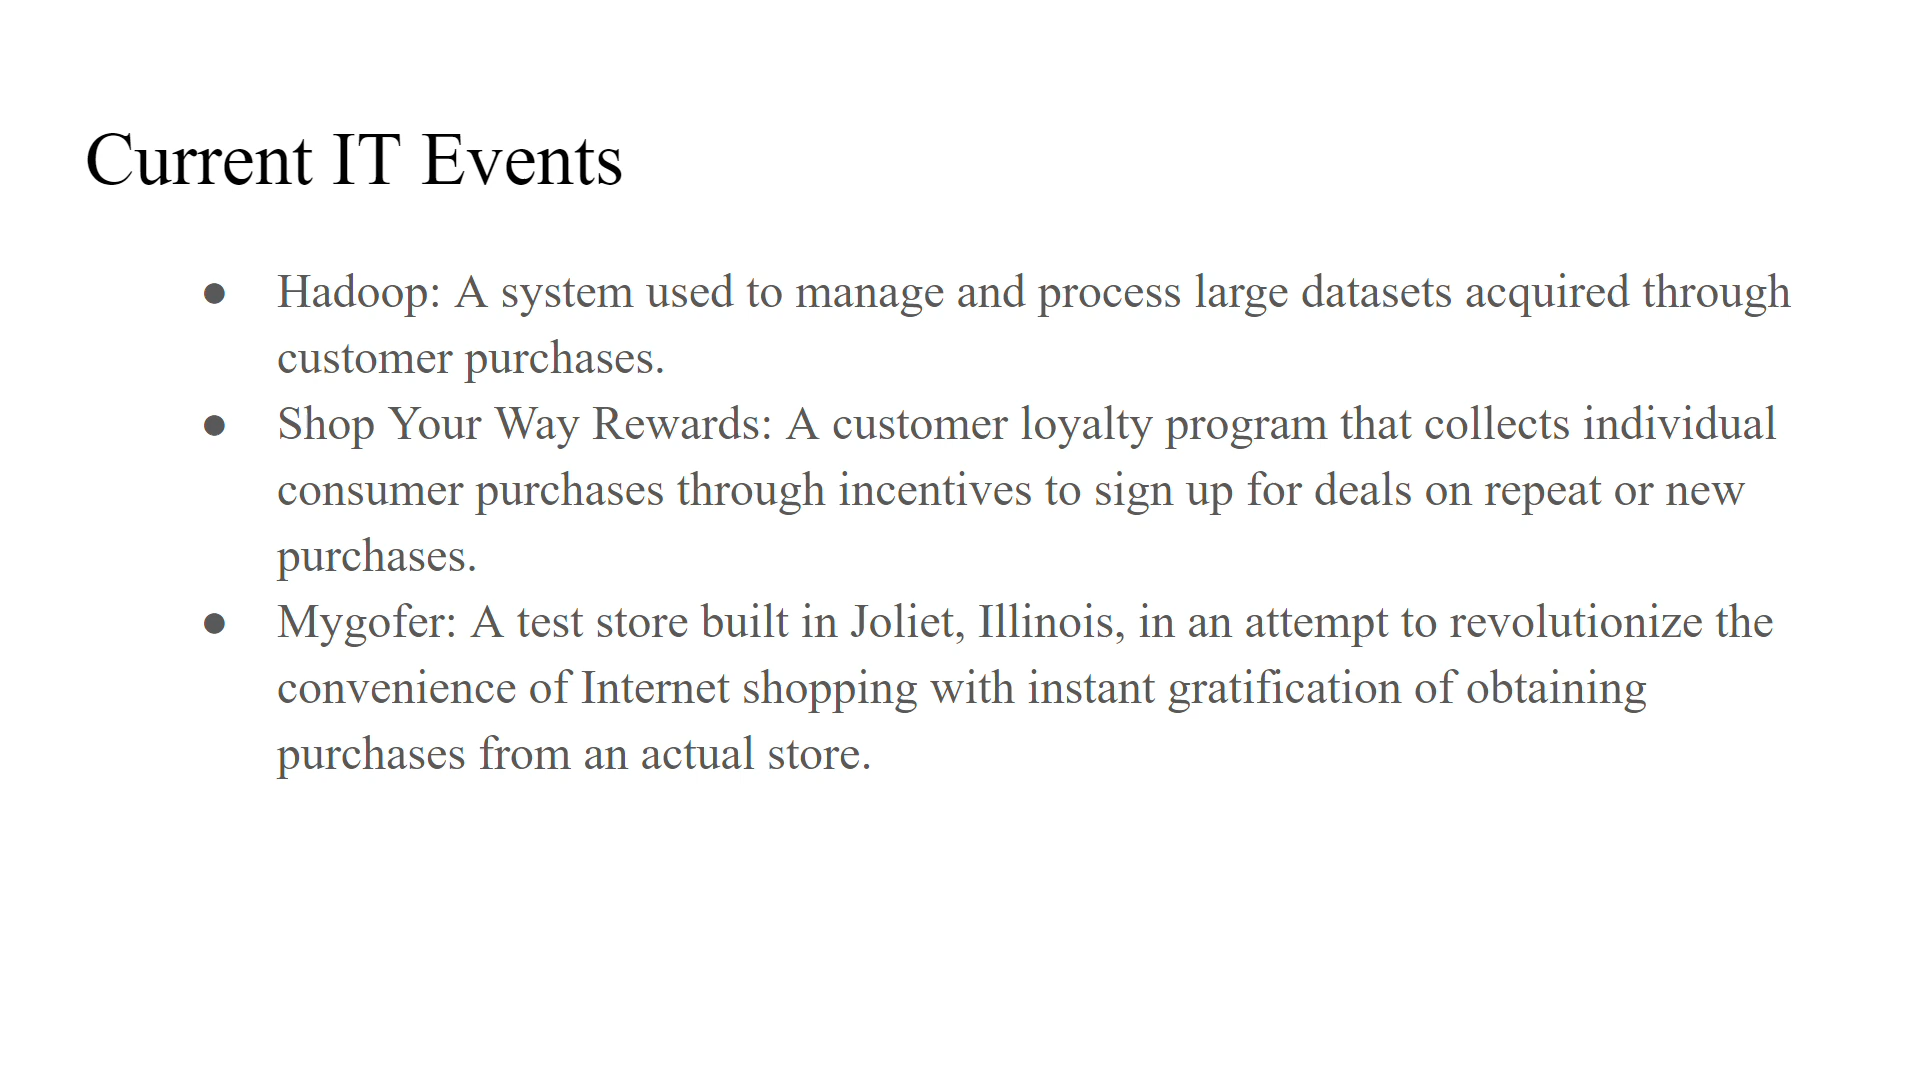 Current IT Events
● Hadoop: A system used to manage and process large datasets acquired through
customer purchases.
● Shop Your Way Rewards: A customer loyalty program that collects individual
consumer purchases through incentives to sign up for deals on repeat or new
purchases.
● Mygofer: A test store built in Joliet, Illinois, in an attempt to revolutionize the
convenience of Internet shopping with instant gratification of obtaining
purchases from an actual store.